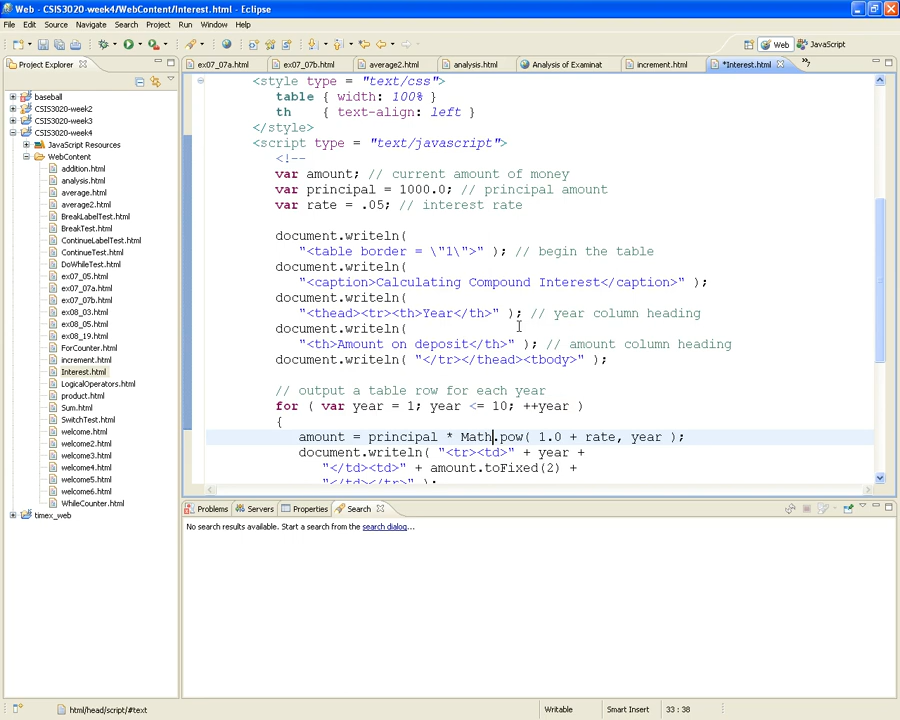 Web - CSIS3020-week4/WebContent/Interest.html - Eclipse
File Edit Source Navigate Search Project Run Window Help
Web JavaScript
Project Explorer
ex07_07a.html ex07_07b.html average2.html analysis.html Analysis of Examinat increment.html *Interest.html »7
baseball
CSIS3020-week2
CSIS3020-week3
CSIS3020-week4
JavaScript Resources
WebContent
addition.html
analysis.html
average.html
average2.html
BreakLabelTest.html
BreakTest.html
ContinueLabelTest.html
ContinueTest.html
DoWhileTest.html
ex07_05.html
ex07_07a.html
ex07_07b.html
ex08_03.html
ex08_05.html
ex08_19.html
ForCounter.html
increment.html
Interest.html
LogicalOperators.html
product.html
Sum.html
SwitchTest.html
welcome.html
welcome2.html
welcome3.html
welcome4.html
welcome5.html
welcome6.html
WhileCounter.html
timex_web
<style type = "text/css">
table { width: 100% }
th { text-align: left }
</style>
<script type = "text/javascript">
<!--
var amount; // current amount of money
var principal = 1000.0; // principal amount
var rate = .05; // interest rate
document.writeln(
"<table border = \"1\">" ); // begin the table
document.writeln(
"<caption>Calculating Compound Interest</caption>" );
document.writeln(
"<thead><tr><th>Year</th>" ); // year column heading
document.writeln(
"<th>Amount on deposit</th>" ); // amount column heading
document.writeln( "</tr></thead><tbody>" );
// output a table row for each year
for ( var year = 1; year <= 10; ++year )
{
amount = principal * Math.pow( 1.0 + rate, year );
document.writeln( "<tr><td>" + year +
"</td><td>" + amount.toFixed(2) +
"</td></tr>" );
Problems Servers Properties Search
No search results available. Start a search from the search dialog...
html/head/script/#text Writable Smart Insert 33 : 38